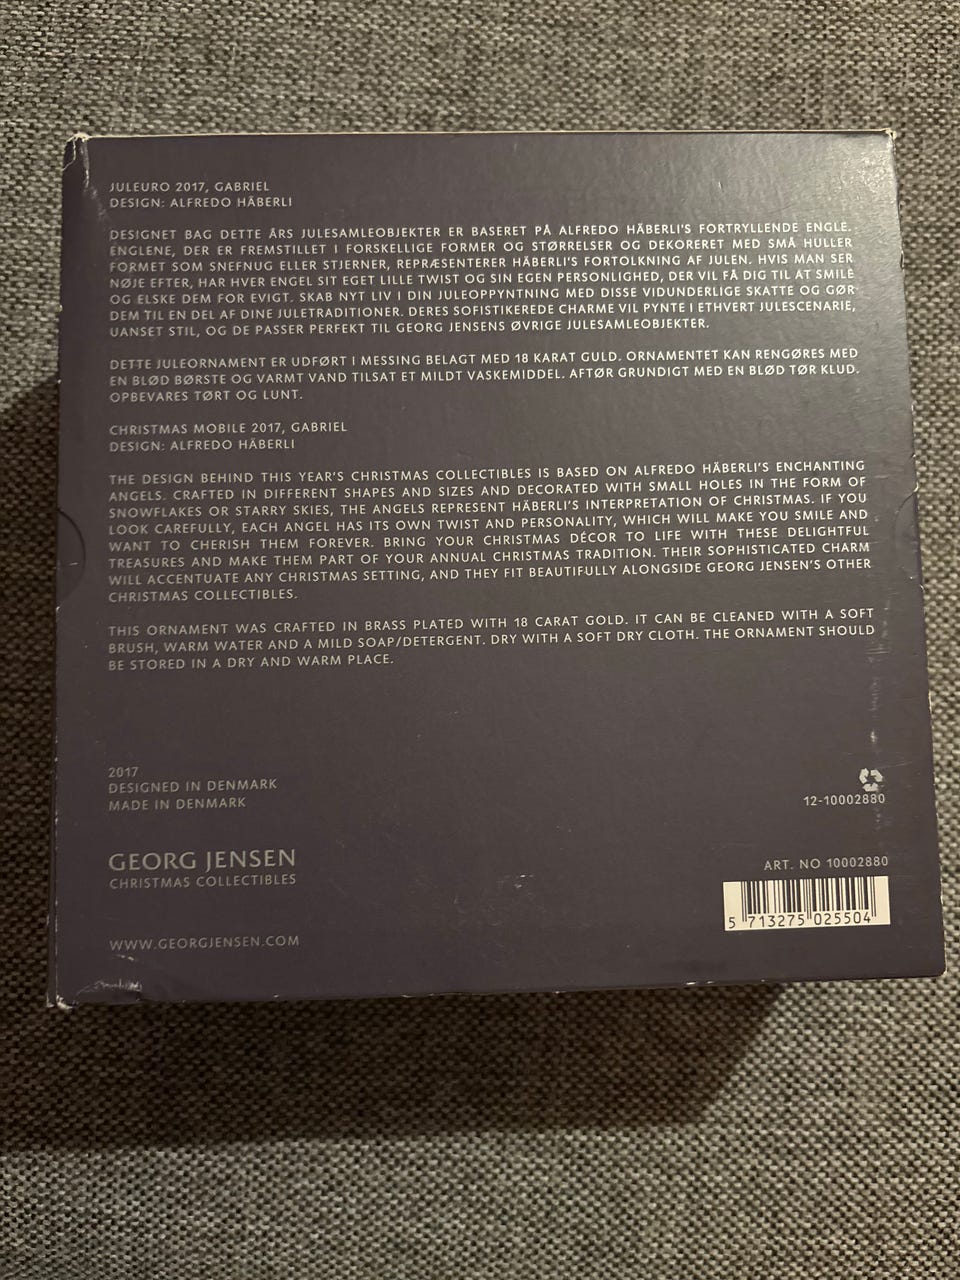 JULEURO 2017, GABRIEL
DESIGN: ALFREDO HÄBERLI
DESIGNET BAG DETTE ÅRS JULESAMLEOBJEKTER ER BASERET PÅ ALFREDO HÄBERLI'S FORTRYLLENDE ENGLE.
ENGLENE, DER ER FREMSTILLET I FORSKELLIGE FORMER OG STØRRELSER OG DEKORERET MED SMÅ HULLER
FORMET SOM SNEFNUG ELLER STJERNER, REPRÆSENTERER HÄBERLI'S FORTOLKNING AF JULEN. HVIS MAN SER
NØJE EFTER, HAR HVER ENGEL SIT EGET LILLE TWIST OG SIN EGEN PERSONLIGHED, DER VIL FÅ DIG TIL AT SMILE
OG ELSKE DEM FOR EVIGT. SKAB NYT LIV I DIN JULEOPPYNTNING MED DISSE VIDUNDERLIGE SKATTE OG GØR
DEM TIL EN DEL AF DINE JULETRADITIONER. DERES SOFISTIKEREDE CHARME VIL PYNTE I ETHVERT JULESCENARIE,
UANSET STIL, OG DE PASSER PERFEKT TIL GEORG JENSENS ØVRIGE JULESAMLEOBJEKTER.
DETTE JULEORNAMENT ER UDFØRT I MESSING BELAGT MED 18 KARAT GULD. ORNAMENTET KAN RENGØRES MED
EN BLØD BØRSTE OG VARMT VAND TILSAT ET MILDT VASKEMIDDEL. AFTØR GRUNDIGT MED EN BLØD TØR KLUD.
OPBEVARES TØRT OG LUNT.
CHRISTMAS MOBILE 2017, GABRIEL
DESIGN: ALFREDO HÄBERLI
THE DESIGN BEHIND THIS YEAR'S CHRISTMAS COLLECTIBLES IS BASED ON ALFREDO HÄBERLI'S ENCHANTING
ANGELS. CRAFTED IN DIFFERENT SHAPES AND SIZES AND DECORATED WITH SMALL HOLES IN THE FORM OF
SNOWFLAKES OR STARRY SKIES, THE ANGELS REPRESENT HÄBERLI'S INTERPRETATION OF CHRISTMAS. IF YOU
LOOK CAREFULLY, EACH ANGEL HAS ITS OWN TWIST AND PERSONALITY, WHICH WILL MAKE YOU SMILE AND
WANT TO CHERISH THEM FOREVER. BRING YOUR CHRISTMAS DÉCOR TO LIFE WITH THESE DELIGHTFUL
TREASURES AND MAKE THEM PART OF YOUR ANNUAL CHRISTMAS TRADITION. THEIR SOPHISTICATED CHARM
WILL ACCENTUATE ANY CHRISTMAS SETTING, AND THEY FIT BEAUTIFULLY ALONGSIDE GEORG JENSEN'S OTHER
CHRISTMAS COLLECTIBLES.
THIS ORNAMENT WAS CRAFTED IN BRASS PLATED WITH 18 CARAT GOLD. IT CAN BE CLEANED WITH A SOFT
BRUSH, WARM WATER AND A MILD SOAP/DETERGENT. DRY WITH A SOFT DRY CLOTH. THE ORNAMENT SHOULD
BE STORED IN A DRY AND WARM PLACE.
2017
DESIGNED IN DENMARK
MADE IN DENMARK
12-10002880
GEORG JENSEN
CHRISTMAS COLLECTIBLES
ART. NO 10002880
5 713275 025504
WWW.GEORGJENSEN.COM